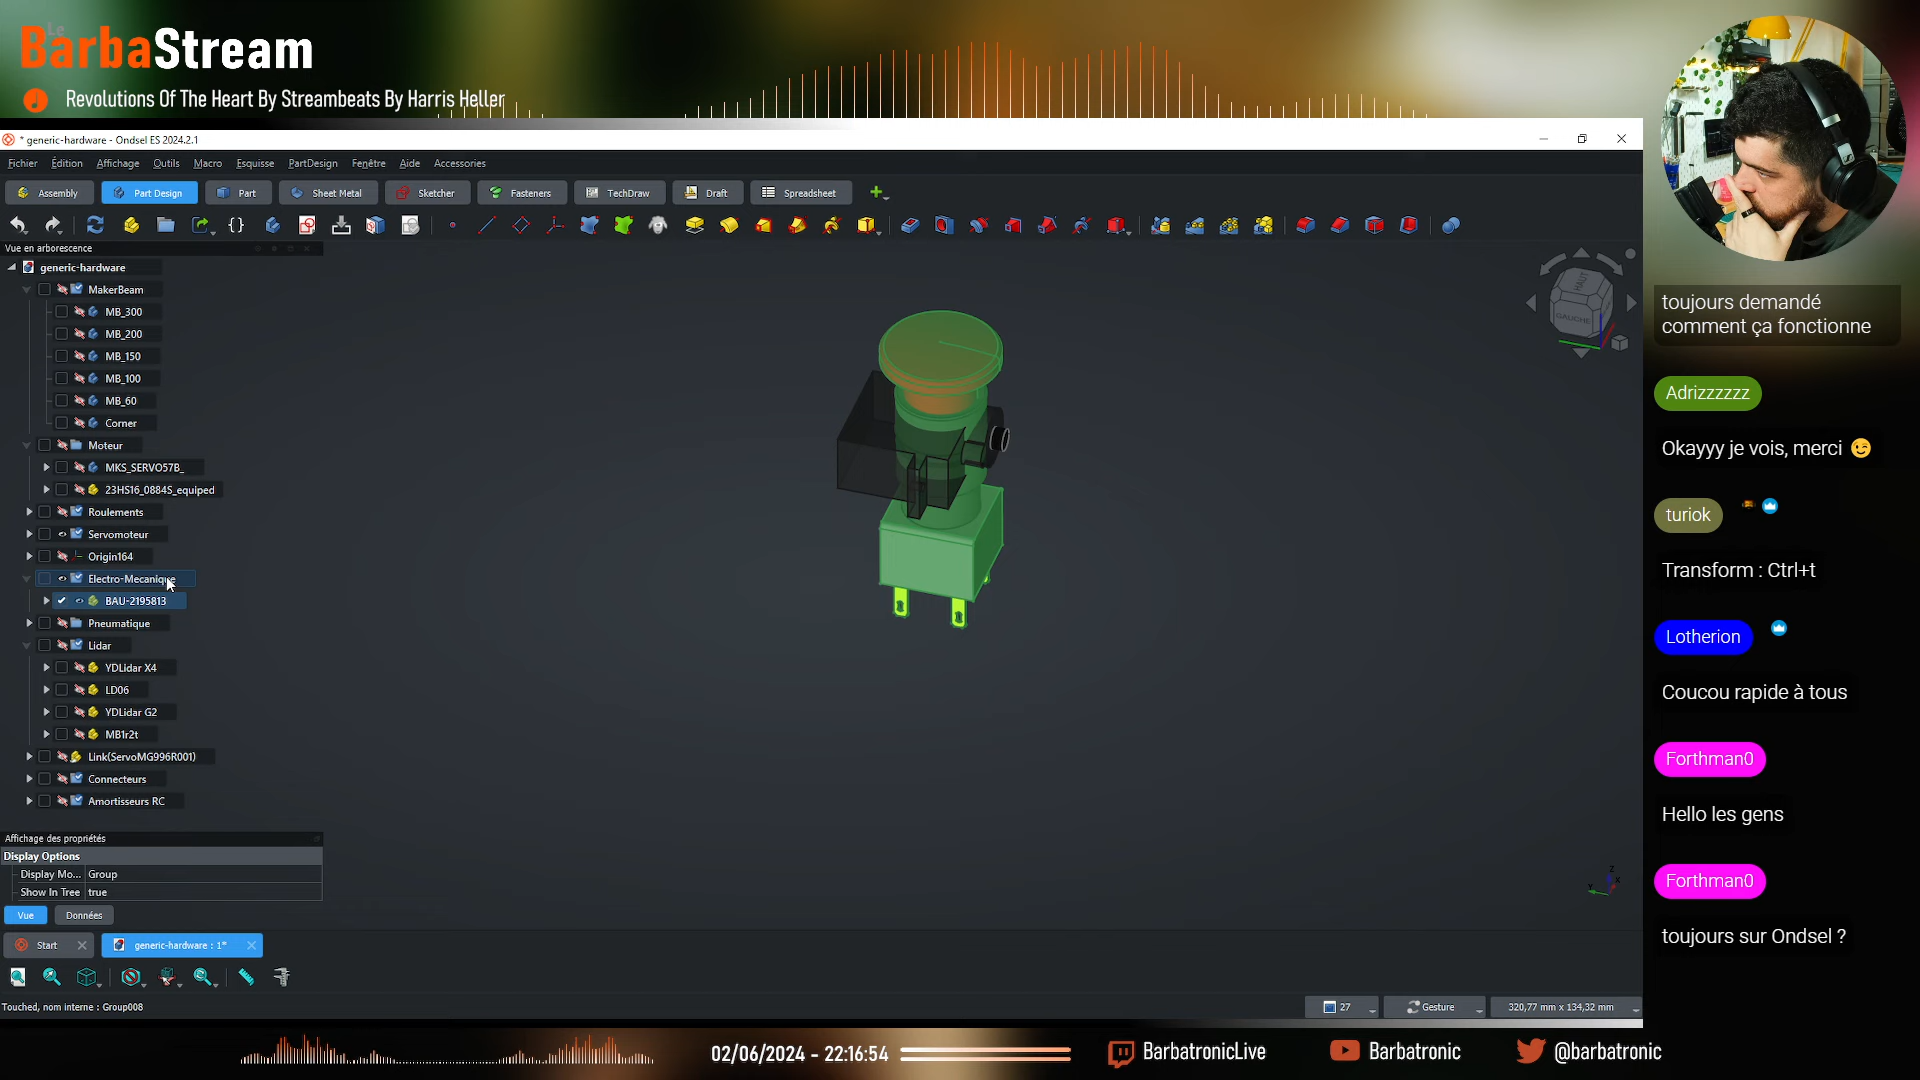 Le
BarbaStream
Revolutions Of The Heart By Streambeats By Harris Heller
* generic-hardware - Ondsel ES 2024.2.1
Fichier Édition Affichage Outils Macro Esquisse PartDesign Fenêtre Aide Accessories
Assembly Part Design Part Sheet Metal Sketcher Fasteners TechDraw Draft Spreadsheet
Vue en arborescence
generic-hardware
MakerBeam
MB_300
MB_200
MB_150
MB_100
MB_60
Corner
Moteur
MKS_SERVO57B_
23HS16_0884S_equiped
Roulements
Servomoteur
Origin164
Electro-Mecanique
BAU-2195813
Pneumatique
Lidar
YDLidar X4
LD06
YDLidar G2
MB1r2t
Link(ServoMG996R001)
Connecteurs
Amortisseurs RC
Affichage des propriétés
Display Options
Display Mo... Group
Show In Tree true
Vue Données
Start generic-hardware : 1*
Touched, nom interne : Group008
27 Gesture 320,77 mm x 134,32 mm
HAUT
GAUCHE
Z
X
Y
toujours demandé
comment ça fonctionne
Adrizzzzzz
Okayyy je vois, merci 😉
turiok
Transform : Ctrl+t
Lotherion
Coucou rapide à tous
Forthman0
Hello les gens
Forthman0
toujours sur Ondsel ?
02/06/2024 - 22:16:54
BarbatronicLive
Barbatronic
@barbatronic